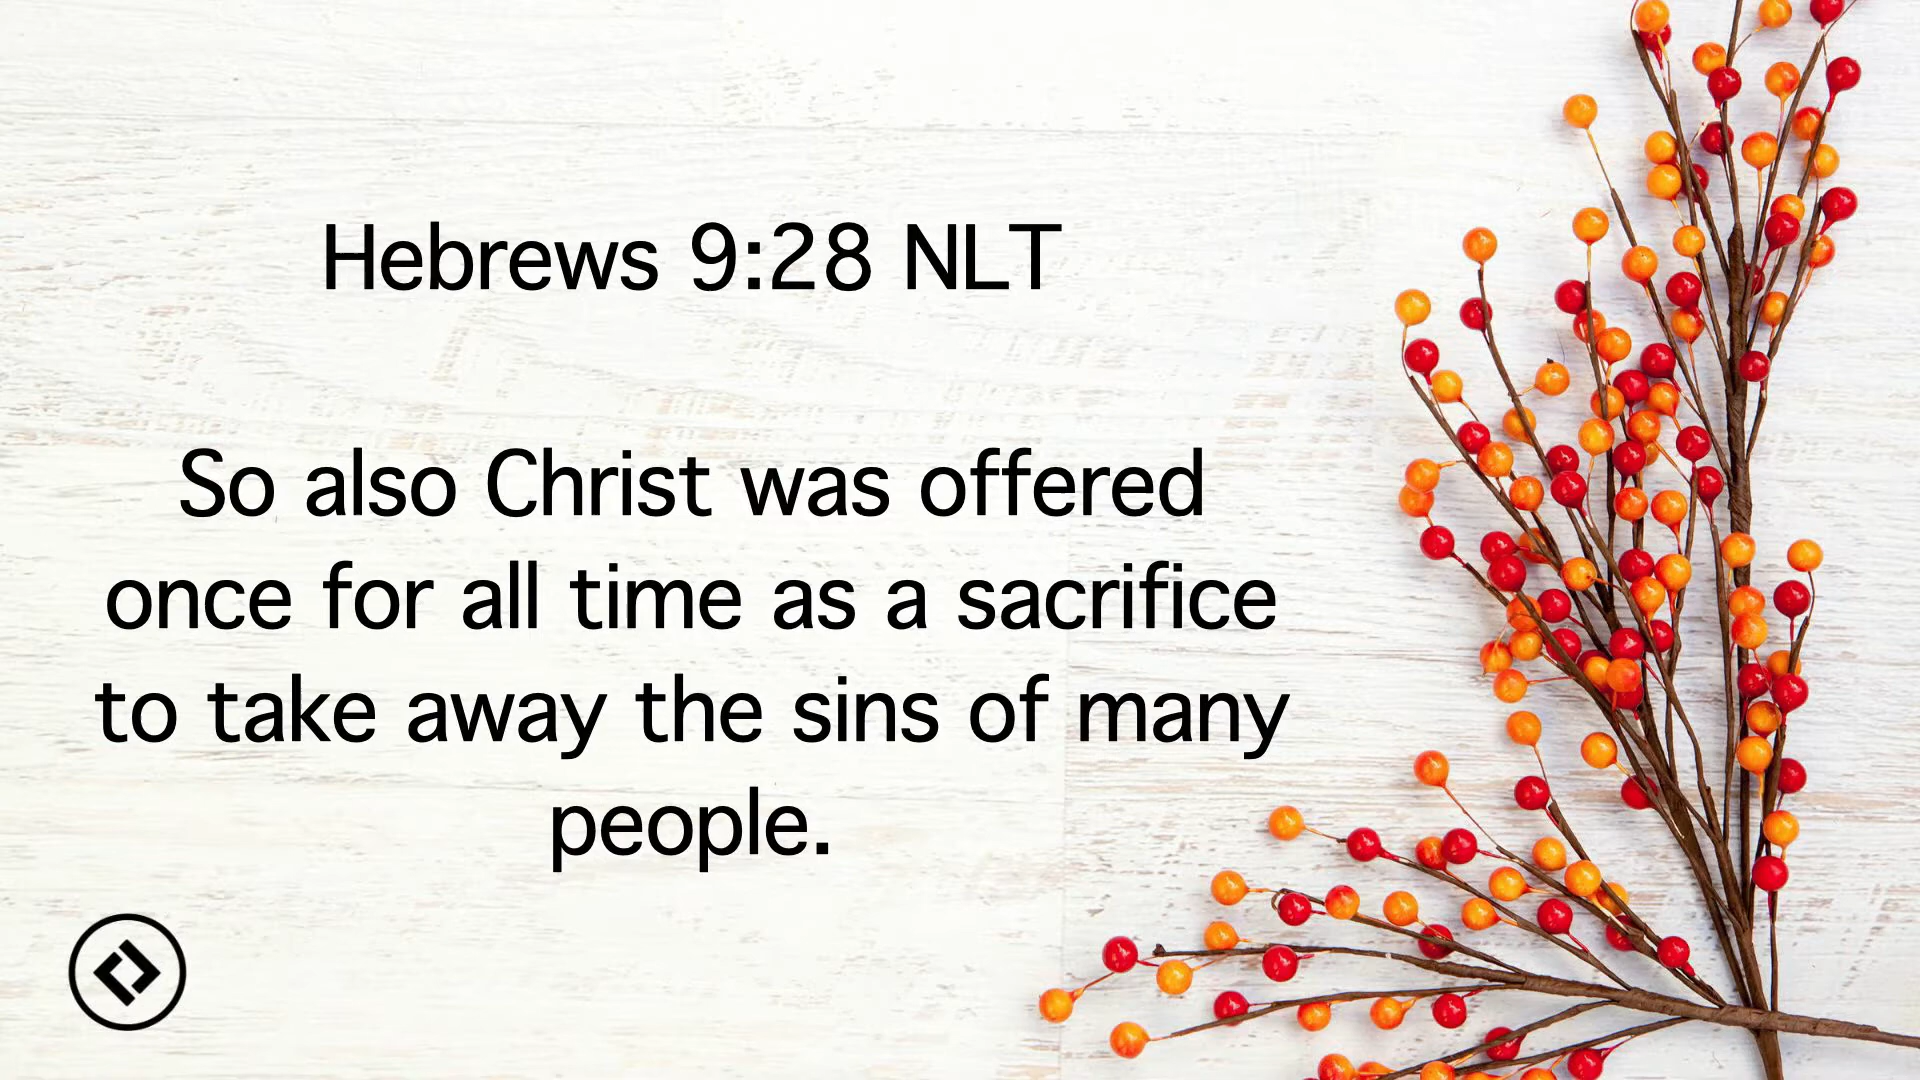 Hebrews 9:28 NLT
So also Christ was offered
once for all time as a sacrifice
to take away the sins of many
people.